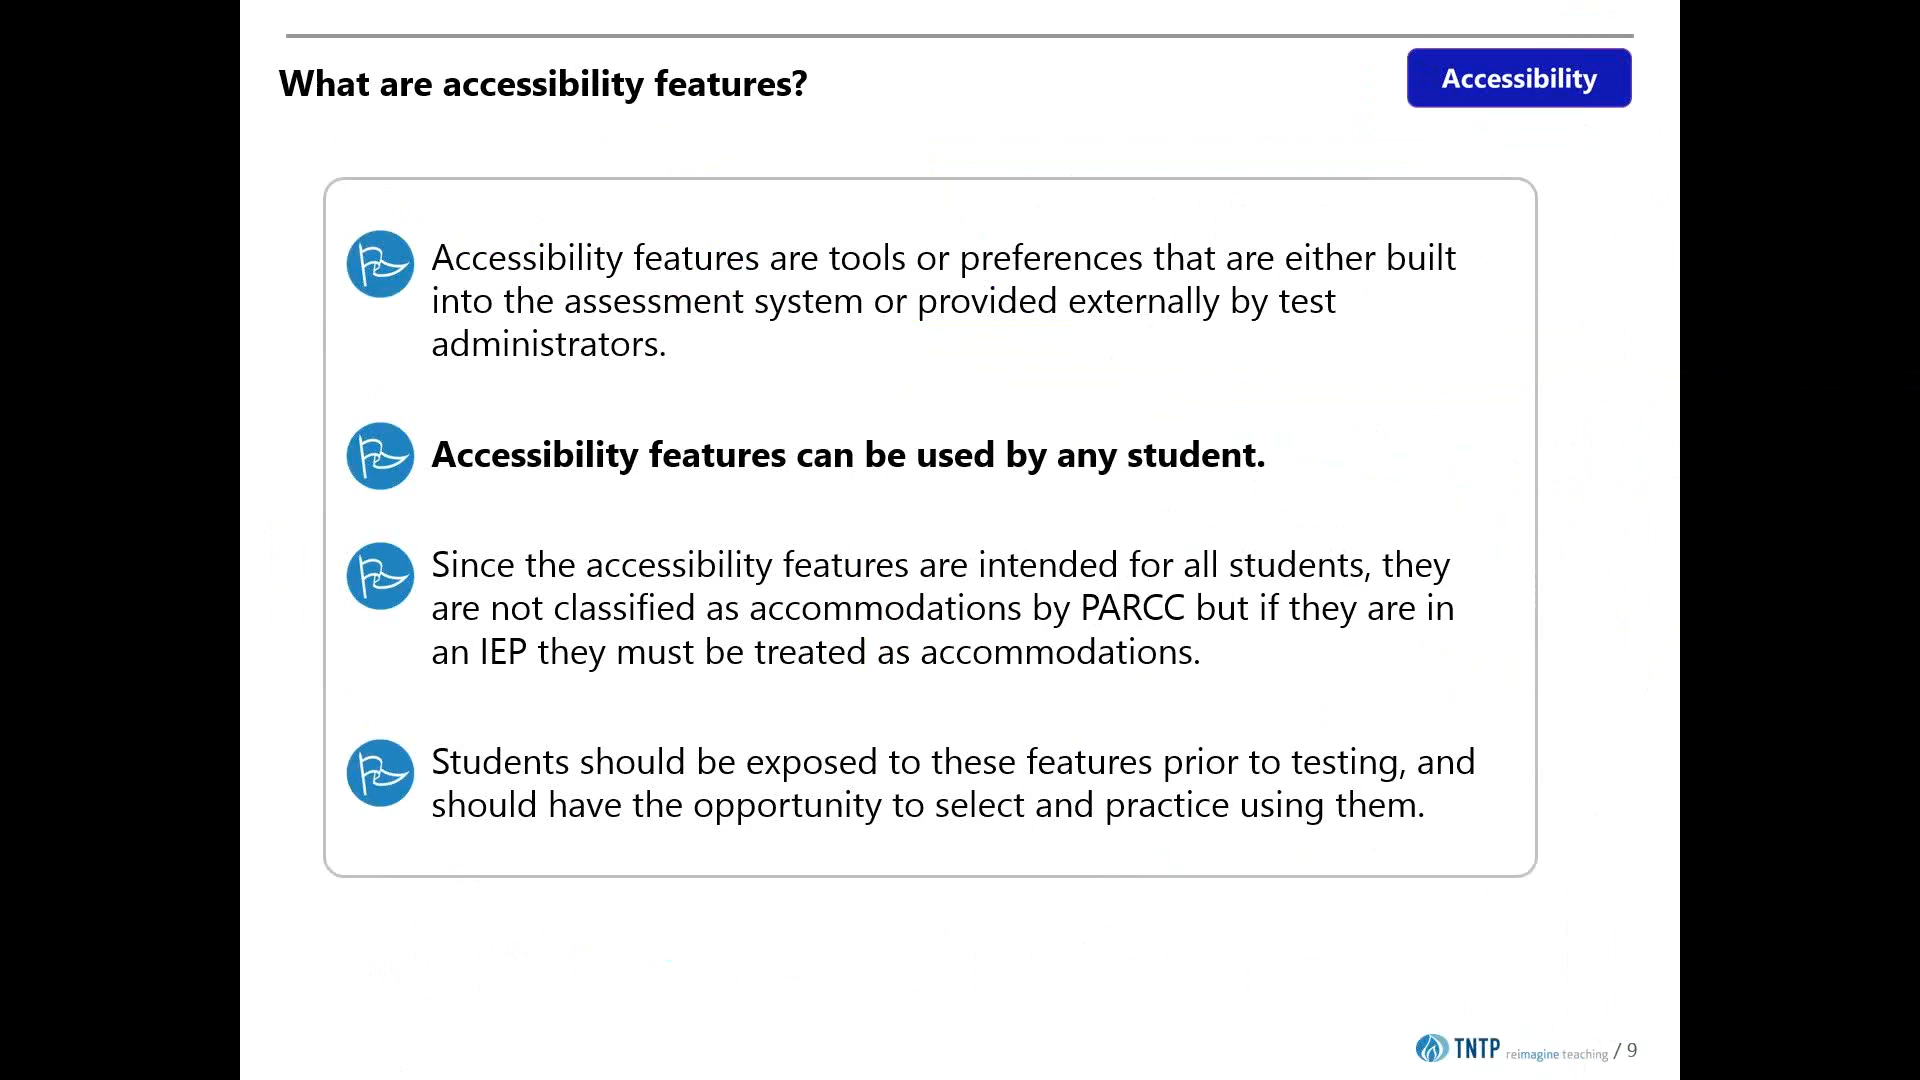 What are accessibility features?
Accessibility
Accessibility features are tools or preferences that are either built
into the assessment system or provided externally by test
administrators.
Accessibility features can be used by any student.
Since the accessibility features are intended for all students, they
are not classified as accommodations by PARCC but if they are in
an IEP they must be treated as accommodations.
Students should be exposed to these features prior to testing, and
should have the opportunity to select and practice using them.
TNTP reimagine teaching / 9